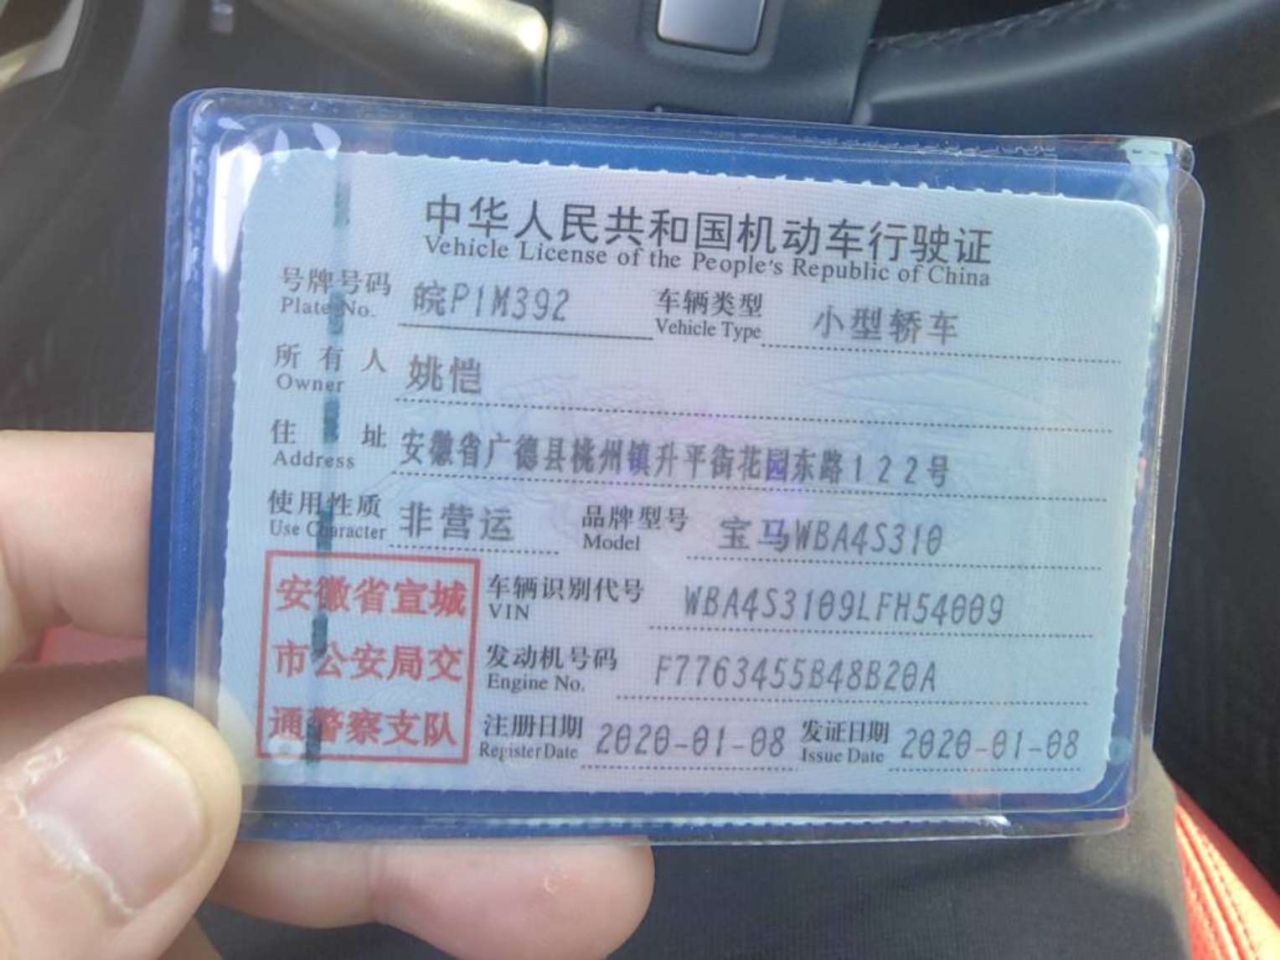 中华人民共和国机动车行驶证
Vehicle License of the People's Republic of China
号牌号码 皖P1M392 车辆类型 小型轿车
Plate No. Vehicle Type
所有人 姚恺
Owner
住址 安徽省广德县桃州镇升平街花园东路122号
Address
使用性质 非营运 品牌型号 宝马WBA4S310
Use Character Model
安徽省宣城 车辆识别代号 WBA4S3109LFH54009
VIN
市公安局交 发动机号码 F7763455B48B20A
Engine No.
通警察支队 注册日期 2020-01-08 发证日期 2020-01-08
Register Date Issue Date